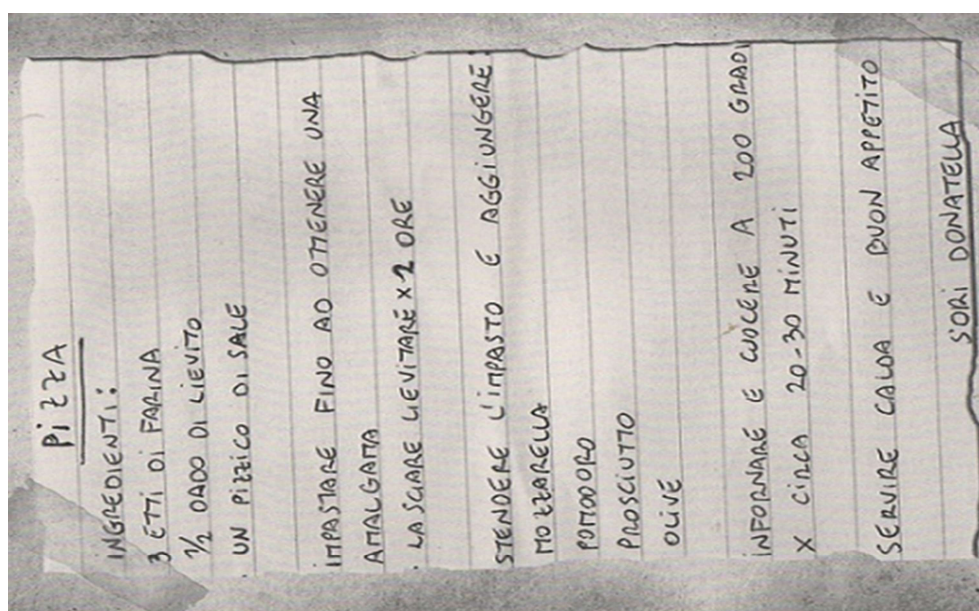 PIZZA
INGREDIENTI:
3 ETTI DI FARINA
1/2 DADO DI LIEVITO
UN PIZZICO DI SALE
IMPASTARE FINO AD OTTENERE UNA
AMALGATA
. LASCIARE LIEVITARE X 2 ORE
STENDERE L'IMPASTO E AGGIUNGERE:
MOZZARELLA
POMODORO
PROSCIUTTO
OLIVE
INFORNARE E CUOCERE A 200 GRADI
X CIRCA 20-30 MINUTI
SERVIRE CALDA E BUON APPETITO
SORI DONATELLA